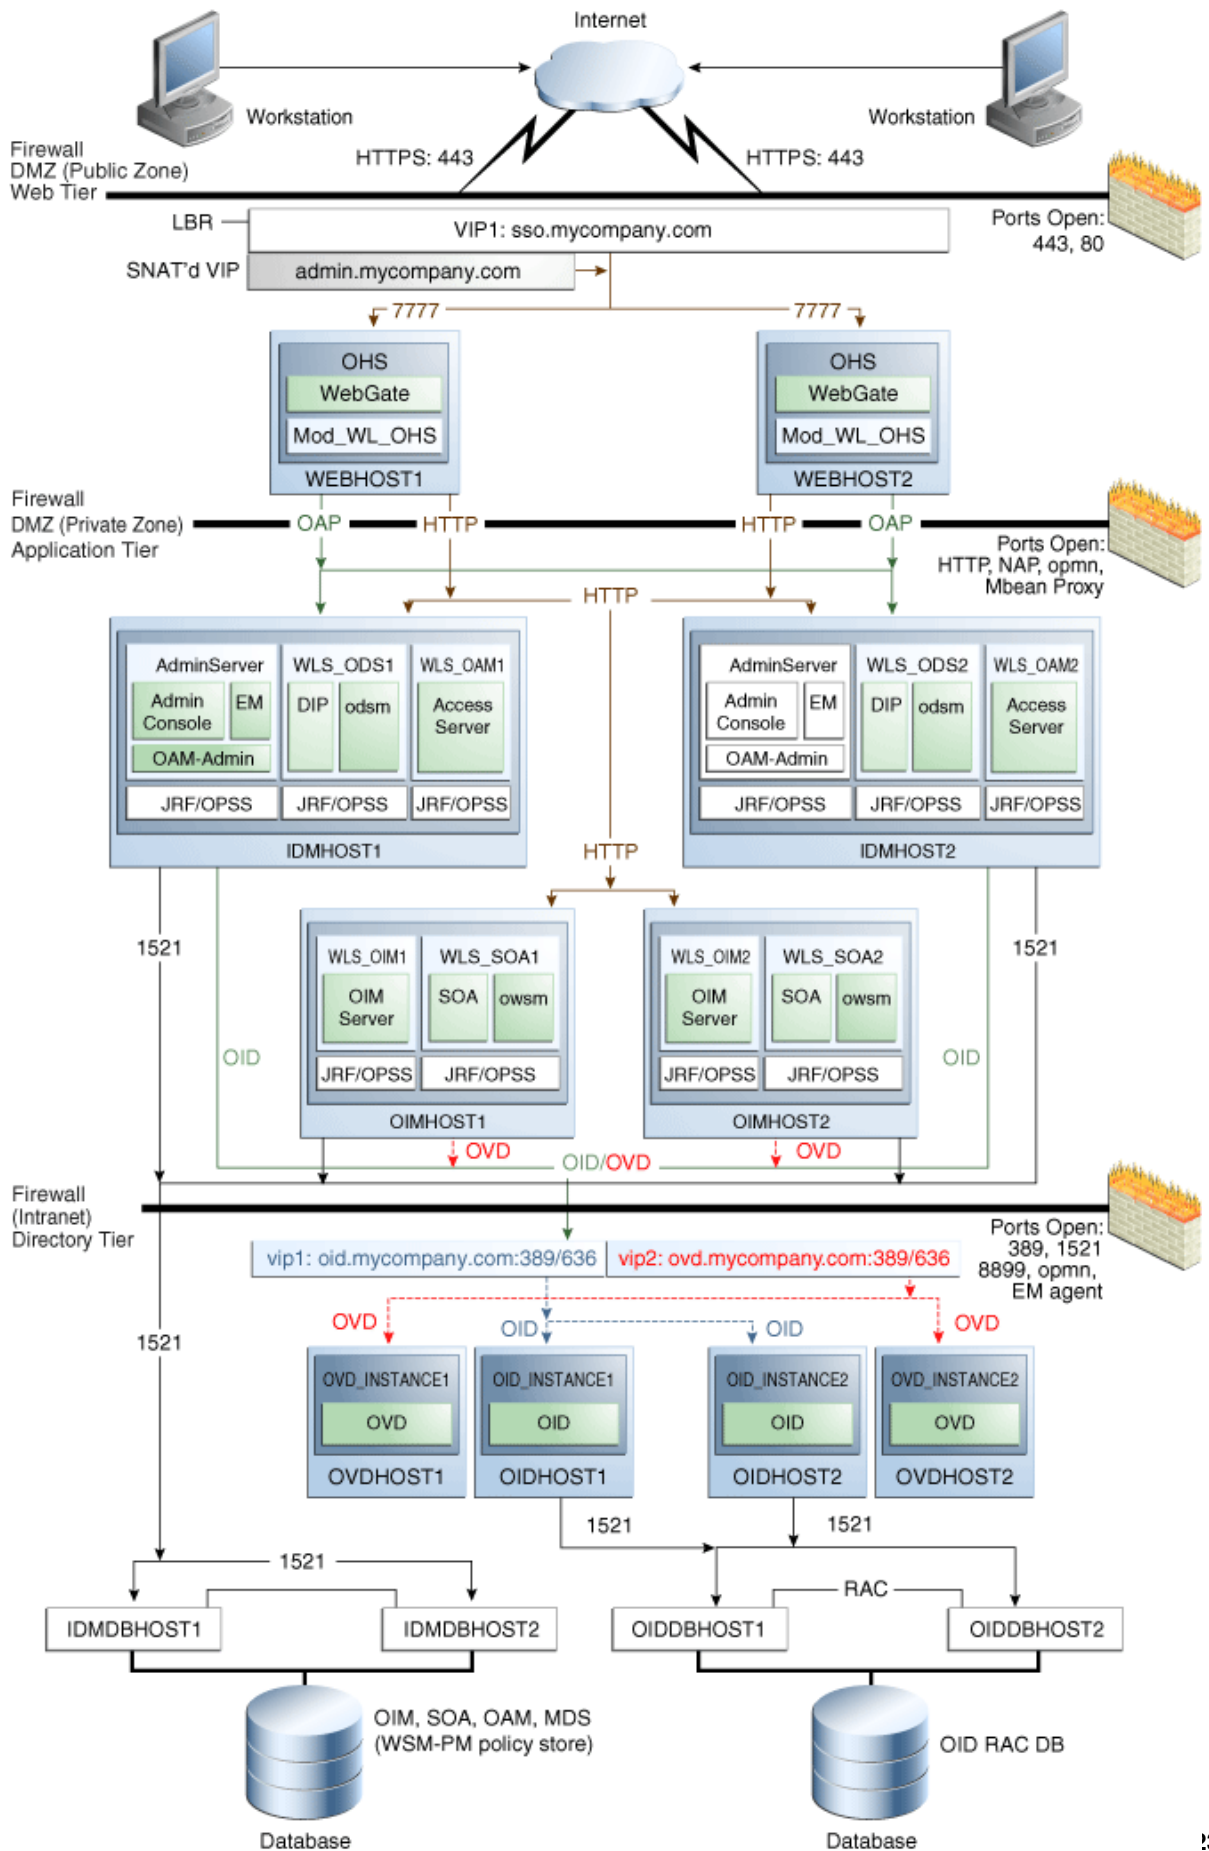 Internet
Workstation
Workstation
HTTPS: 443
HTTPS: 443
Firewall
DMZ (Public Zone)
Web Tier
Ports Open:
443, 80
LBR
VIP1: sso.mycompany.com
SNAT'd VIP
admin.mycompany.com
7777
7777
OHS
WebGate
Mod_WL_OHS
WEBHOST1
OHS
WebGate
Mod_WL_OHS
WEBHOST2
Firewall
DMZ (Private Zone)
Application Tier
OAP
HTTP
HTTP
OAP
Ports Open:
HTTP, NAP, opmn,
Mbean Proxy
HTTP
AdminServer
Admin
Console
EM
OAM-Admin
WLS_ODS1
DIP
odsm
WLS_OAM1
Access
Server
JRF/OPSS
JRF/OPSS
JRF/OPSS
IDMHOST1
AdminServer
Admin
Console
EM
OAM-Admin
WLS_ODS2
DIP
odsm
WLS_OAM2
Access
Server
JRF/OPSS
JRF/OPSS
JRF/OPSS
IDMHOST2
HTTP
1521
1521
WLS_OIM1
OIM
Server
WLS_SOA1
SOA
owsm
JRF/OPSS
JRF/OPSS
OIMHOST1
WLS_OIM2
OIM
Server
WLS_SOA2
SOA
owsm
JRF/OPSS
JRF/OPSS
OIMHOST2
OID
OID
OVD
OID/OVD
OVD
Firewall
(Intranet)
Directory Tier
Ports Open:
389, 1521
8899, opmn,
EM agent
vip1: oid.mycompany.com:389/636
vip2: ovd.mycompany.com:389/636
1521
OVD
OID
OID
OVD
OVD_INSTANCE1
OVD
OVDHOST1
OID_INSTANCE1
OID
OIDHOST1
OID_INSTANCE2
OID
OIDHOST2
OVD_INSTANCE2
OVD
OVDHOST2
1521
1521
1521
RAC
IDMDBHOST1
IDMDBHOST2
OIDDBHOST1
OIDDBHOST2
OIM, SOA, OAM, MDS
(WSM-PM policy store)
OID RAC DB
Database
Database